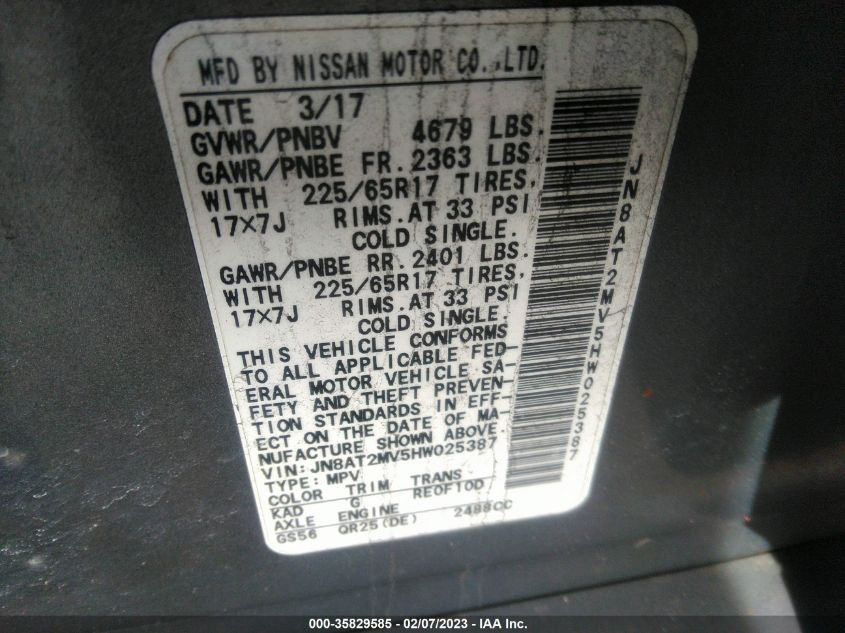 MFD BY NISSAN MOTOR CO.,LTD.
DATE 3/17
GVWR/PNBV 4679 LBS.
GAWR/PNBE FR. 2363 LBS.
WITH 225/65R17 TIRES,
17X7J RIMS. AT 33 PSI
COLD SINGLE.
GAWR/PNBE RR. 2401 LBS.
WITH 225/65R17 TIRES,
17X7J RIMS. AT 33 PSI
COLD SINGLE.
THIS VEHICLE CONFORMS
TO ALL APPLICABLE FED-
ERAL MOTOR VEHICLE SA-
FETY AND THEFT PREVEN-
TION STANDARDS IN EFF-
ECT ON THE DATE OF MA-
NUFACTURE SHOWN ABOVE.
VIN: JN8AT2MV5HW025387
TYPE: MPV
COLOR TRIM TRANS
KAD G RE0F10D
AXLE ENGINE
GS56 QR25(DE) 2488CC
JN8AT2MV5HW025387
000-35829585 - 02/07/2023 - IAA Inc.